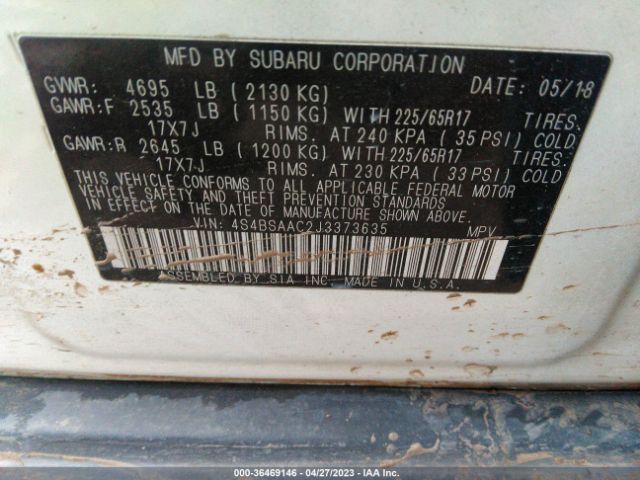 MFD BY SUBARU CORPORATION
GVWR: 4695 LB (2130 KG) DATE: 05/18
GAWR:F 2535 LB (1150 KG) WITH 225/65R17 TIRES.
17X7J RIMS. AT 240 KPA (35 PSI) COLD
GAWR:R 2645 LB (1200 KG) WITH 225/65R17 TIRES.
17X7J RIMS. AT 230 KPA (33 PSI) COLD
THIS VEHICLE CONFORMS TO ALL APPLICABLE FEDERAL MOTOR
VEHICLE SAFETY AND THEFT PREVENTION STANDARDS
IN EFFECT ON THE DATE OF MANUFACTURE SHOWN ABOVE.
VIN: 4S4BSAAC2J3373635 MPV
ASSEMBLED BY SIA INC. MADE IN U.S.A.
000-36469146 - 04/27/2023 - IAA Inc.